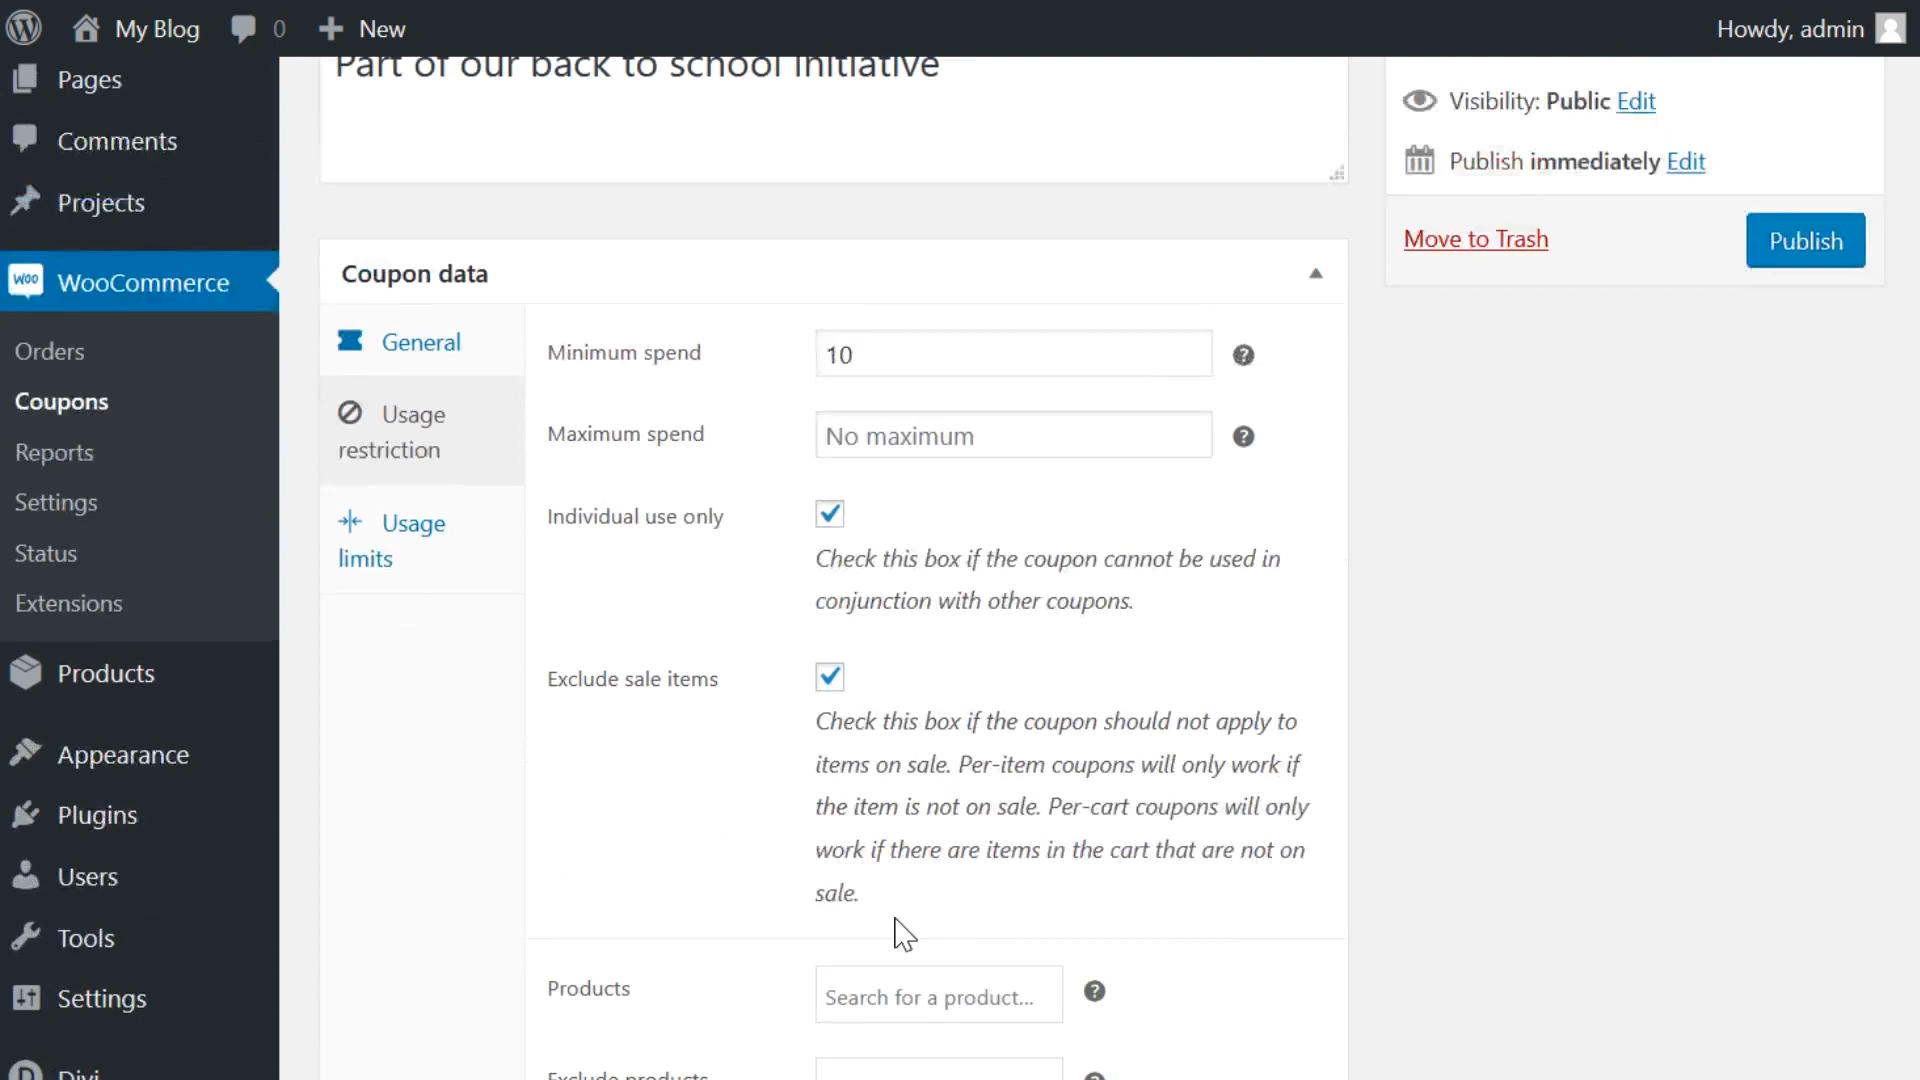 My Blog
0
New
Howdy, admin
Pages
Comments
Projects
WOO
WooCommerce
Orders
Coupons
Reports
Settings
Status
Extensions
Products
Appearance
Plugins
Users
Tools
Settings
Divi
Part of our back to school initiative
Visibility: Public Edit
Publish immediately Edit
Move to Trash
Publish
Coupon data
General
Usage
restriction
Usage
limits
Minimum spend
10
Maximum spend
No maximum
Individual use only
Check this box if the coupon cannot be used in
conjunction with other coupons.
Exclude sale items
Check this box if the coupon should not apply to
items on sale. Per-item coupons will only work if
the item is not on sale. Per-cart coupons will only
work if there are items in the cart that are not on
sale.
Products
Search for a product...
Exclude products